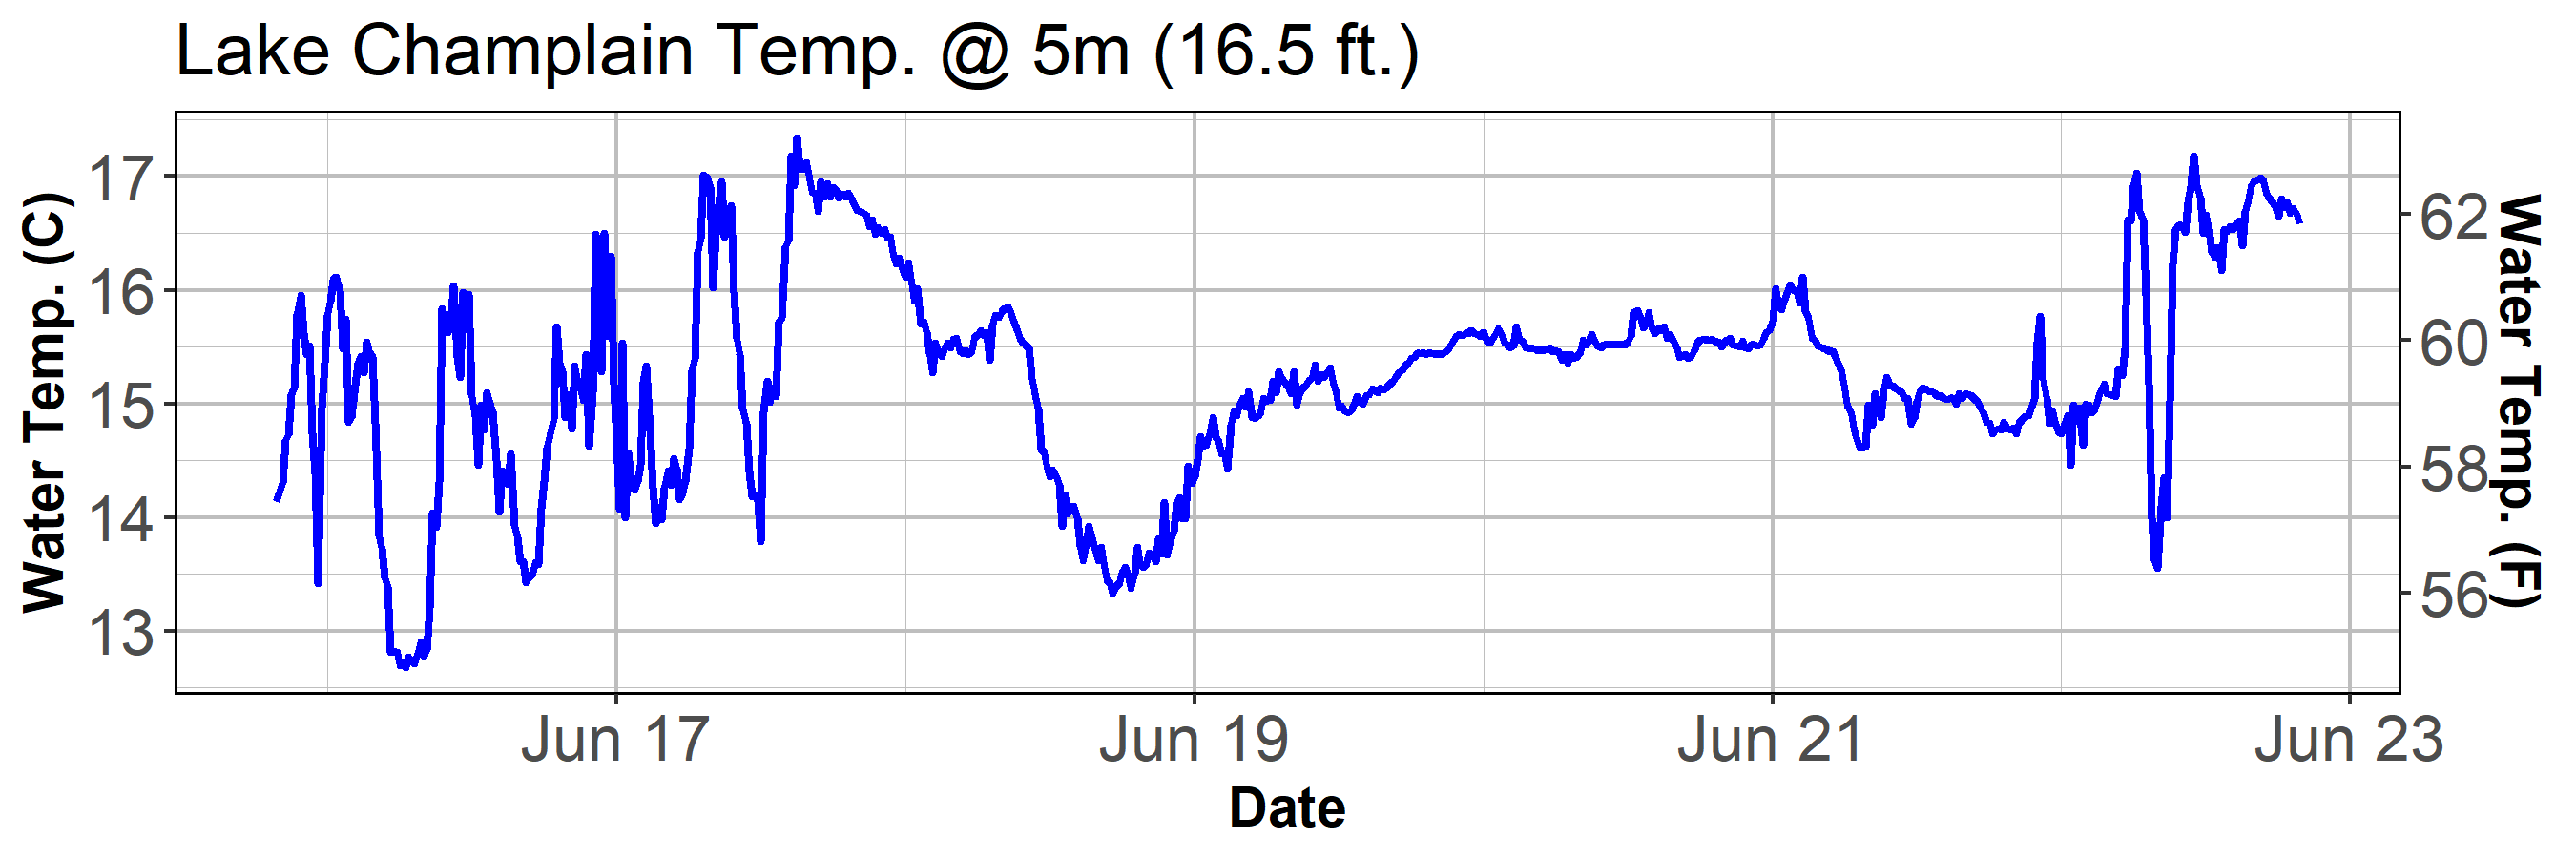 Lake Champlain Temp. @ 5m (16.5 ft.)
Water Temp. (C)
17
16
15
14
13
62
60
58
56
Water Temp. (F)
Jun 17 Jun 19 Jun 21 Jun 23
Date